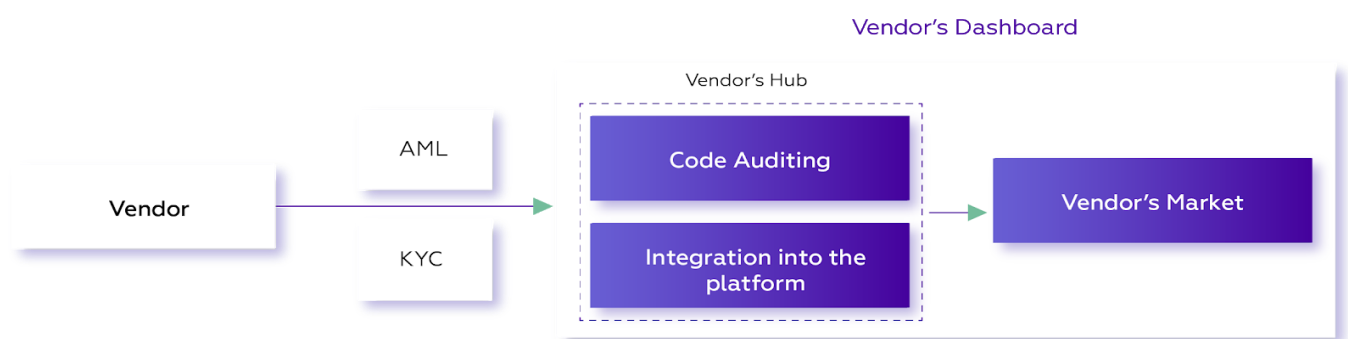 Vendor’s Dashboard
Vendor’s Hub
AML
Code Auditing
Vendor
Vendor’s Market
KYC
Integration into the
platform